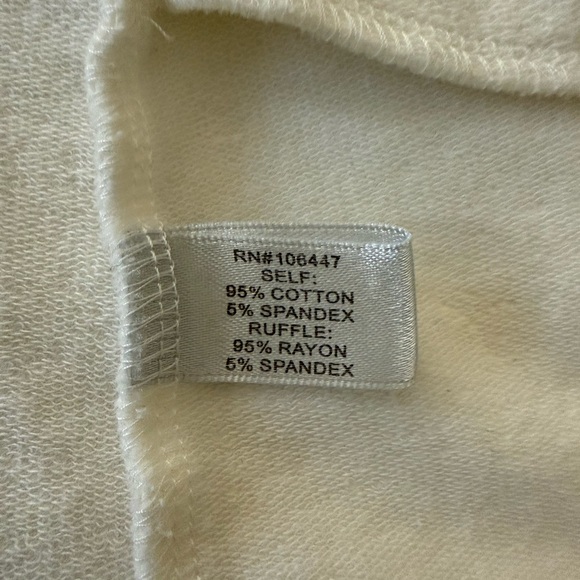 RN#106447
SELF:
95% COTTON
5% SPANDEX
RUFFLE:
95% RAYON
5% SPANDEX